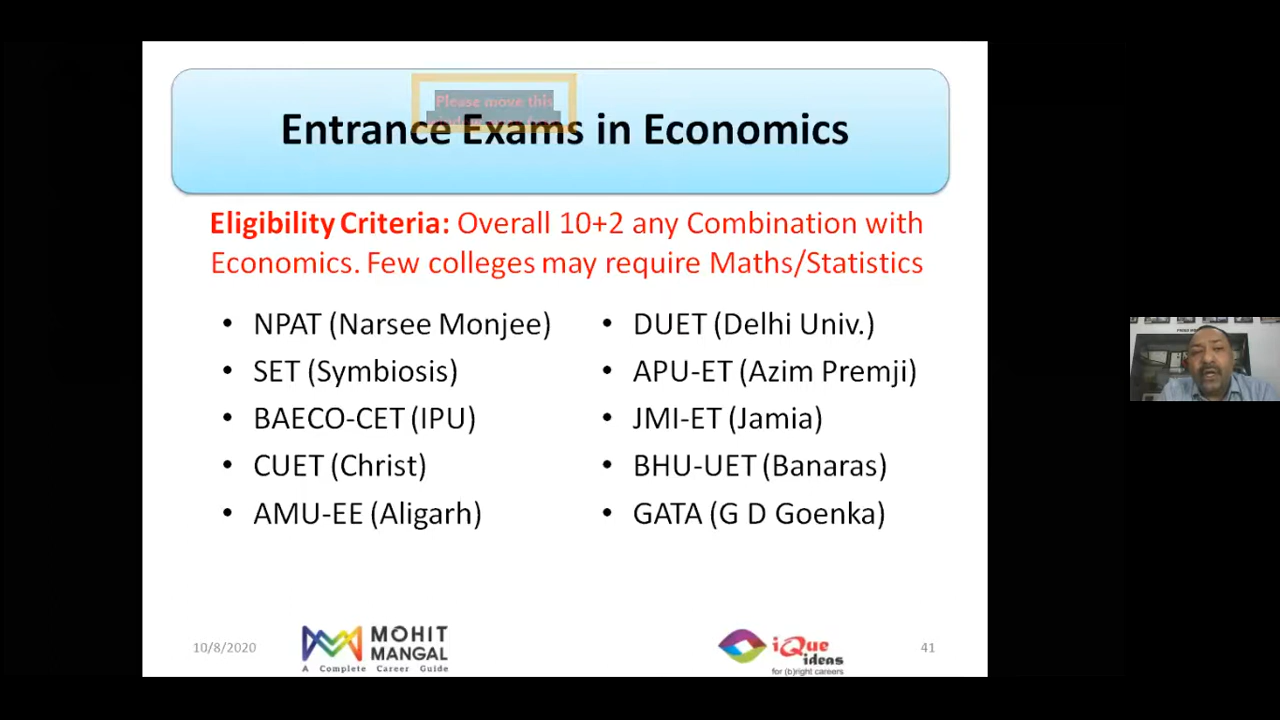 Please move this
Entrance Exams in Economics
Eligibility Criteria: Overall 10+2 any Combination with
Economics. Few colleges may require Maths/Statistics
• NPAT (Narsee Monjee)
• SET (Symbiosis)
• BAECO-CET (IPU)
• CUET (Christ)
• AMU-EE (Aligarh)
• DUET (Delhi Univ.)
• APU-ET (Azim Premji)
• JMI-ET (Jamia)
• BHU-UET (Banaras)
• GATA (G D Goenka)
10/8/2020
MOHIT
MANGAL
A Complete Career Guide
iQue
ideas
for (b)right careers
41